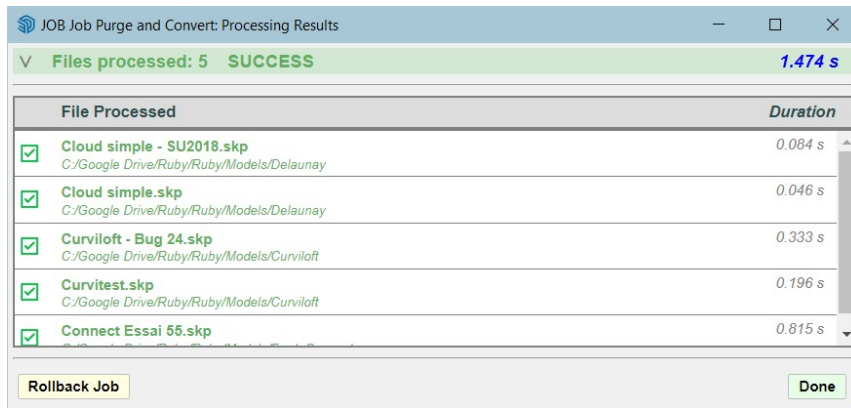 JOB Job Purge and Convert: Processing Results
Files processed: 5 SUCCESS 1.474 s
File Processed Duration
Cloud simple - SU2018.skp 0.084 s
C:/Google Drive/Ruby/Ruby/Models/Delaunay
Cloud simple.skp 0.046 s
C:/Google Drive/Ruby/Ruby/Models/Delaunay
Curviloft - Bug 24.skp 0.333 s
C:/Google Drive/Ruby/Ruby/Models/Curviloft
Curvitest.skp 0.196 s
C:/Google Drive/Ruby/Ruby/Models/Curviloft
Connect Essai 55.skp 0.815 s
Rollback Job Done